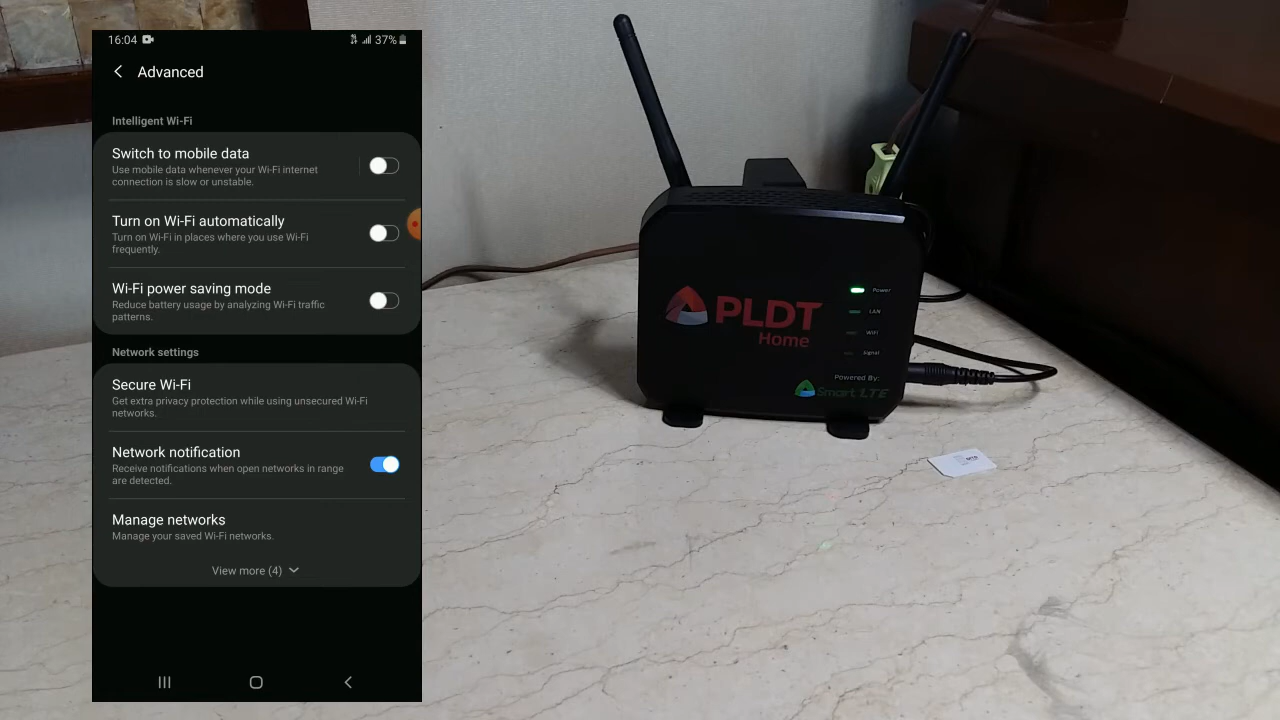 16:04
37%
Advanced
Intelligent Wi-Fi
Switch to mobile data
Use mobile data whenever your Wi-Fi internet
connection is slow or unstable.
Turn on Wi-Fi automatically
Turn on Wi-Fi in places where you use Wi-Fi
frequently.
Wi-Fi power saving mode
Reduce battery usage by analyzing Wi-Fi traffic
patterns.
Network settings
Secure Wi-Fi
Get extra privacy protection while using unsecured Wi-Fi
networks.
Network notification
Receive notifications when open networks in range
are detected.
Manage networks
Manage your saved Wi-Fi networks.
View more (4)
Power
LAN
WiFi
Signal
PLDT
Home
Powered By:
Smart LTE